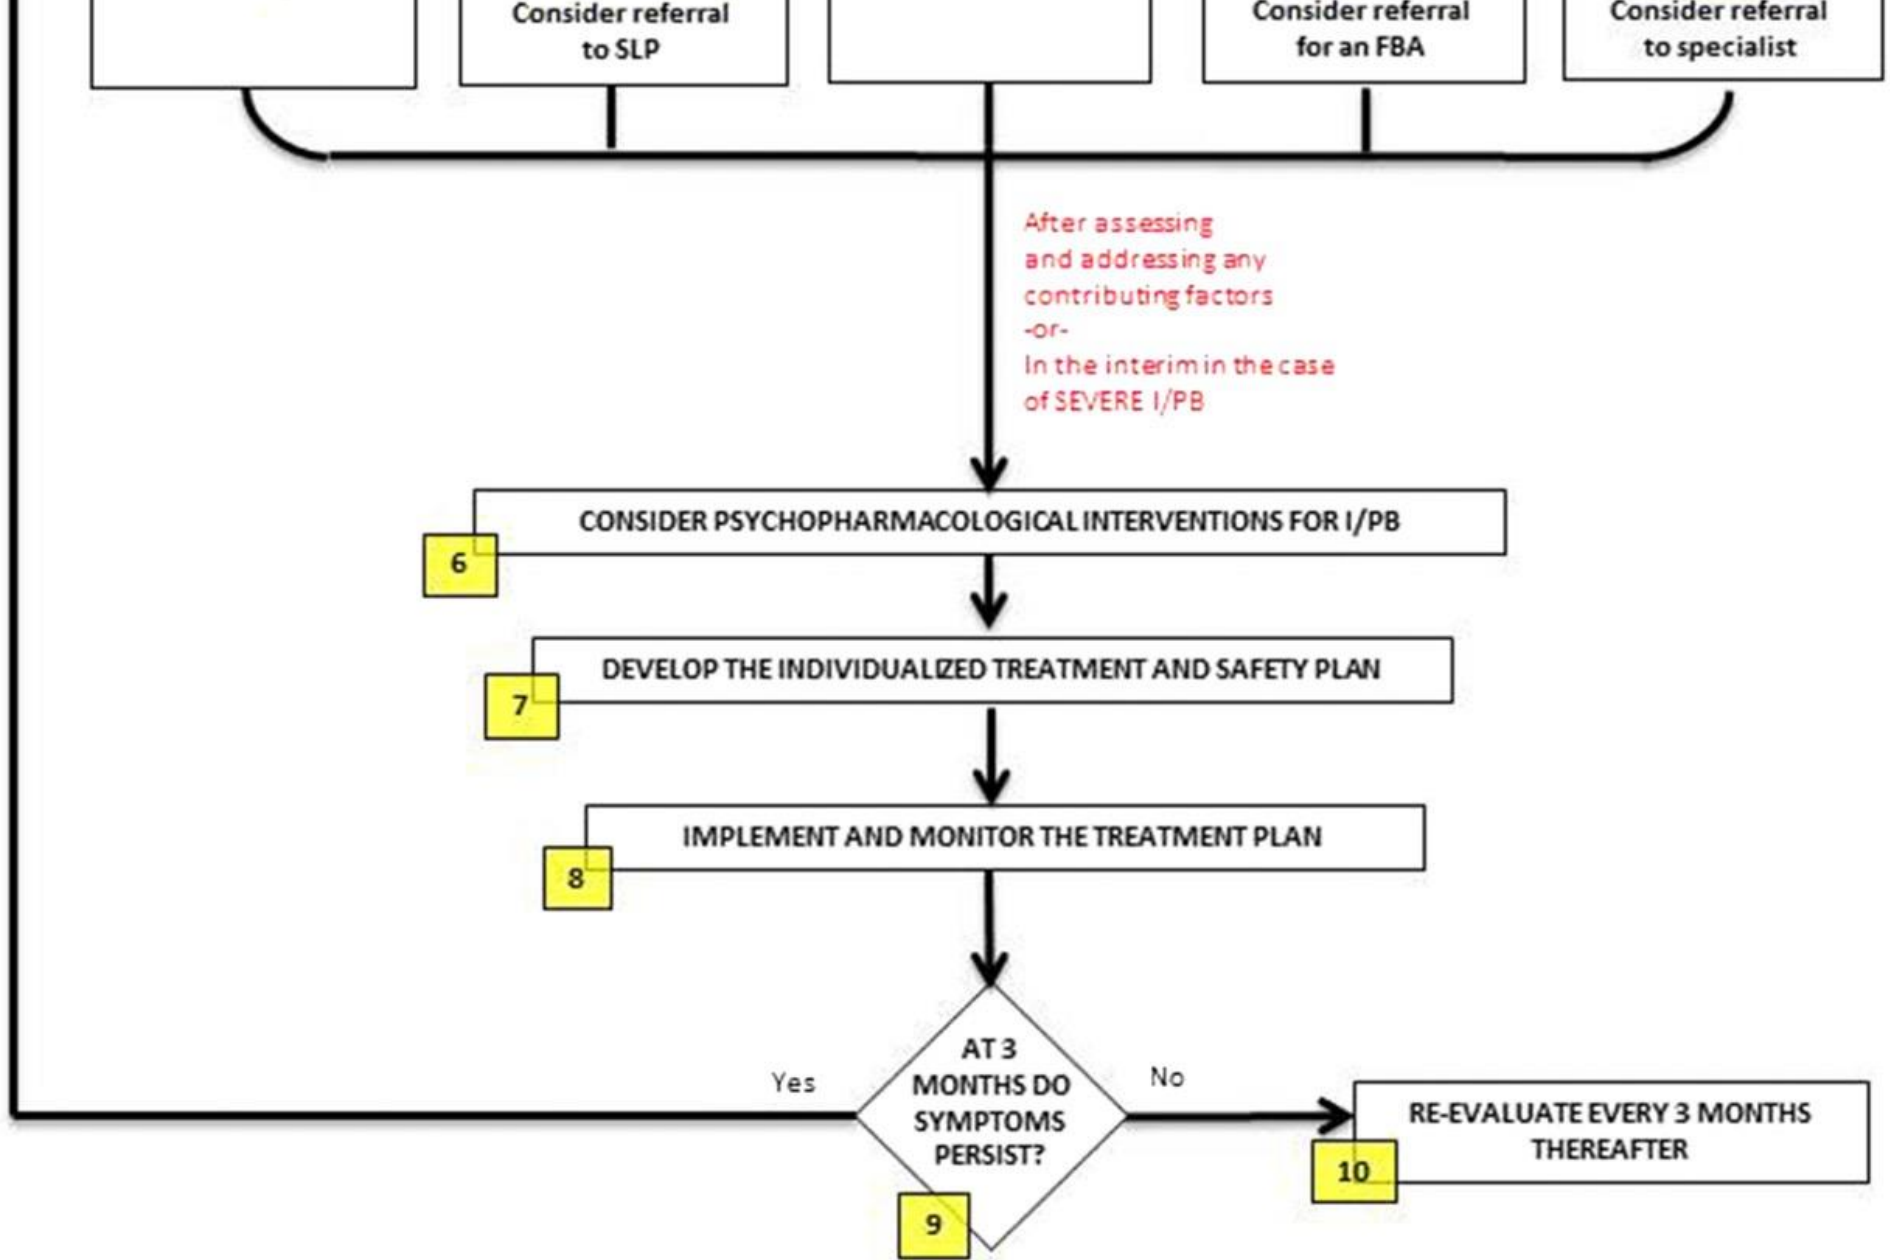 Consider referral
to SLP
Consider referral
for an FBA
Consider referral
to specialist
After assessing
and addressing any
contributing factors
-or-
In the interim in the case
of SEVERE I/PB
CONSIDER PSYCHOPHARMACOLOGICAL INTERVENTIONS FOR I/PB
6
DEVELOP THE INDIVIDUALIZED TREATMENT AND SAFETY PLAN
7
IMPLEMENT AND MONITOR THE TREATMENT PLAN
8
AT 3
MONTHS DO
SYMPTOMS
PERSIST?
9
Yes
No
RE-EVALUATE EVERY 3 MONTHS
THEREAFTER
10